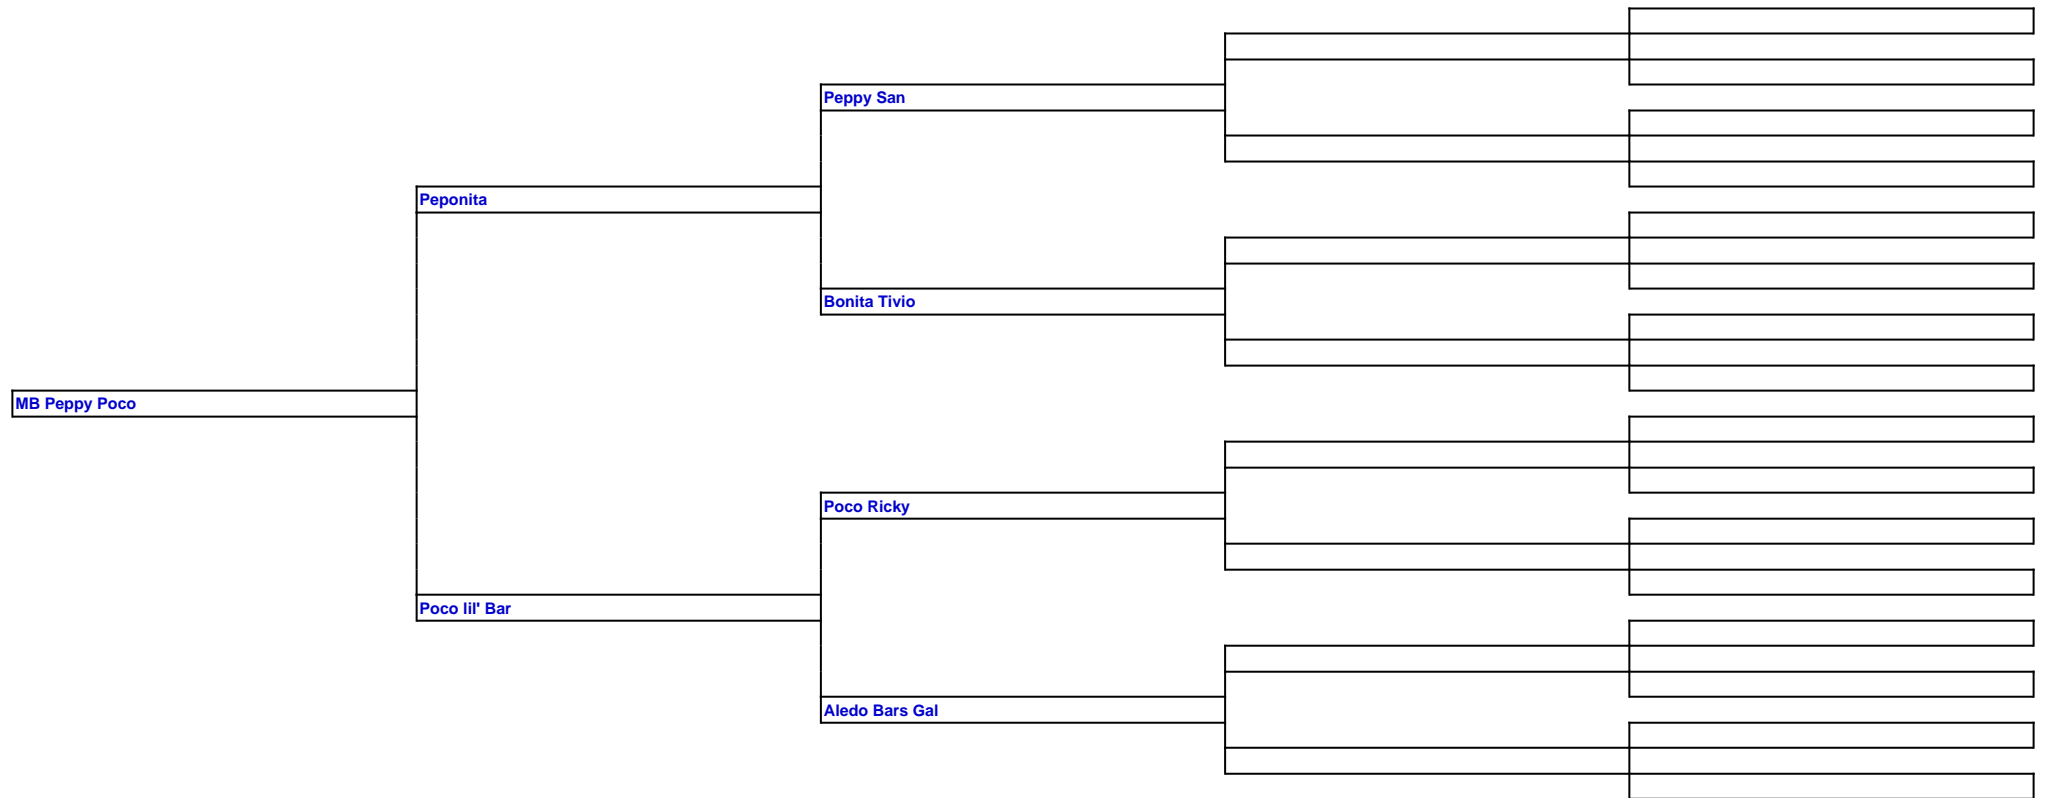 Peppy San
Peponita
Bonita Tivio
MB Peppy Poco
Poco Ricky
Poco lil' Bar
Aledo Bars Gal